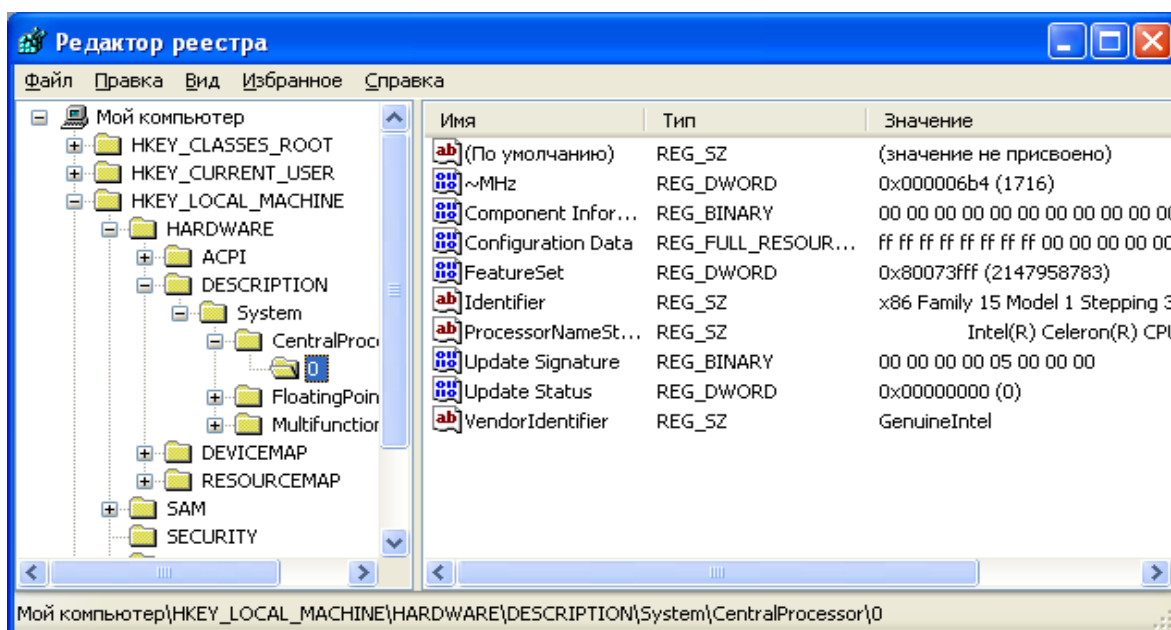 Редактор реестра
Файл Правка Вид Избранное Справка
Мой компьютер
HKEY_CLASSES_ROOT
HKEY_CURRENT_USER
HKEY_LOCAL_MACHINE
HARDWARE
ACPI
DESCRIPTION
System
CentralProc
0
FloatingPoin
Multifunction
DEVICEMAP
RESOURCEMAP
SAM
SECURITY
Имя Тип Значение
(По умолчанию) REG_SZ (значение не присвоено)
~MHz REG_DWORD 0x000006b4 (1716)
Component Infor... REG_BINARY 00 00 00 00 00 00 00 00 00 00 00
Configuration Data REG_FULL_RESOUR... ff ff ff ff ff ff ff ff 00 00 00 00 00
FeatureSet REG_DWORD 0x80073fff (2147958783)
Identifier REG_SZ x86 Family 15 Model 1 Stepping 3
ProcessorNameSt... REG_SZ Intel(R) Celeron(R) CPU
Update Signature REG_BINARY 00 00 00 00 05 00 00 00
Update Status REG_DWORD 0x00000000 (0)
VendorIdentifier REG_SZ GenuineIntel
Мой компьютер\HKEY_LOCAL_MACHINE\HARDWARE\DESCRIPTION\System\CentralProcessor\0